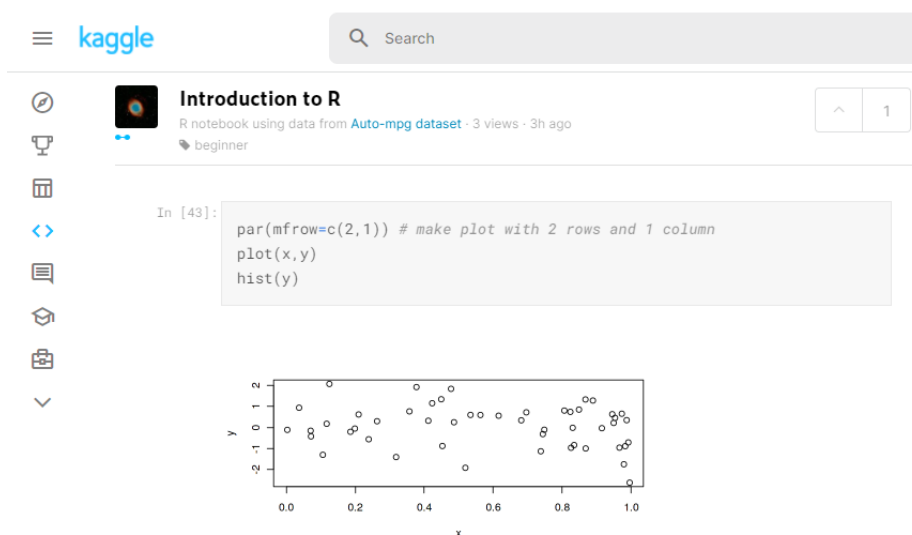 kaggle
Search
Introduction to R
R notebook using data from Auto-mpg dataset · 3 views · 3h ago
beginner
1
In [43]:
par(mfrow=c(2,1)) # make plot with 2 rows and 1 column
plot(x,y)
hist(y)
2
1
0
-1
-2
y
0.0 0.2 0.4 0.6 0.8 1.0
x